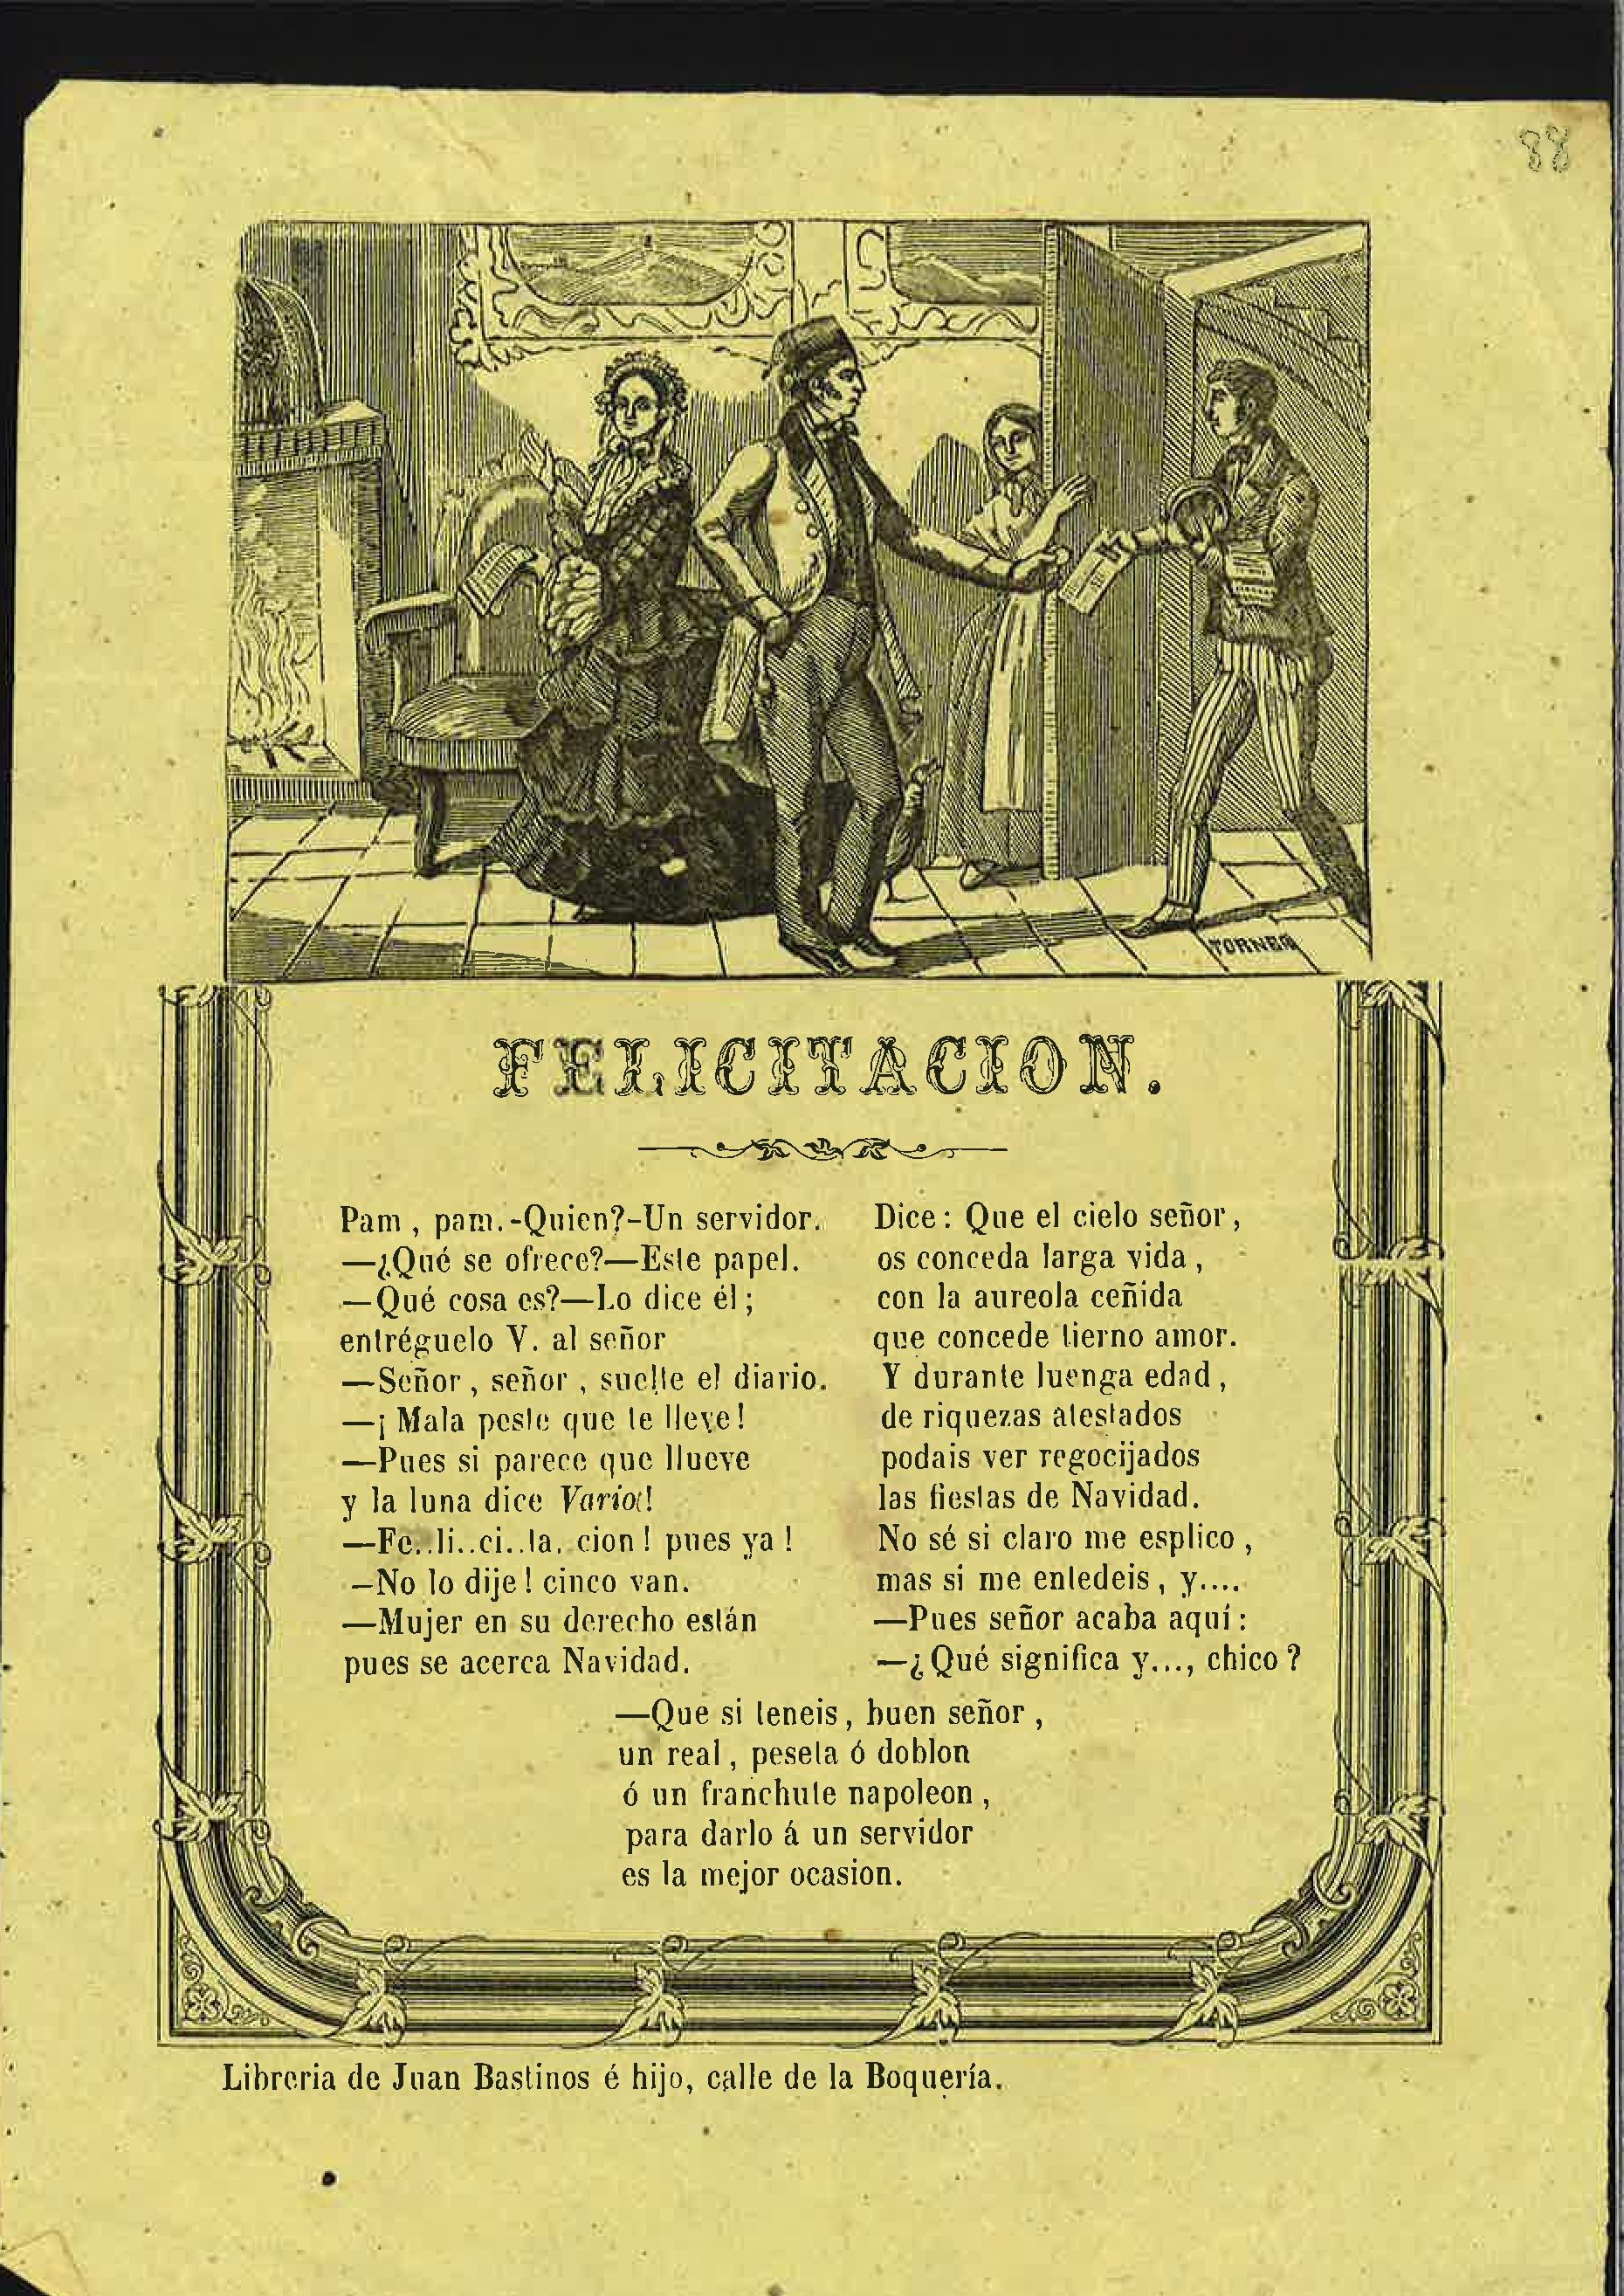 88
TORNER
FELICITACION.
Pam, pam.-Quien?-Un servidor.
—¿Qué se ofrece?—Este papel.
—Qué cosa es?—Lo dice él;
entréguelo V. al señor
—Señor, señor, suelte el diario.
—¡Mala peste que te lleve!
—Pues si parece que llueve
y la luna dice Vario!
—Fe..li..ci..ta. cion! pues ya!
—No lo dije! cinco van.
—Mujer en su derecho están
pues se acerca Navidad.
Dice: Que el cielo señor,
os conceda larga vida,
con la aureola ceñida
que concede tierno amor.
Y durante luenga edad,
de riquezas atestados
podais ver regocijados
las fiestas de Navidad.
No sé si claro me esplico,
mas si me entedeis, y....
—Pues señor acaba aquí:
—¿Qué significa y..., chico?
—Que si teneis, buen señor,
un real, peseta ó doblon
ó un franchute napoleon,
para darlo á un servidor
es la mejor ocasion.
Libreria de Juan Bastinos é hijo, calle de la Boquería.